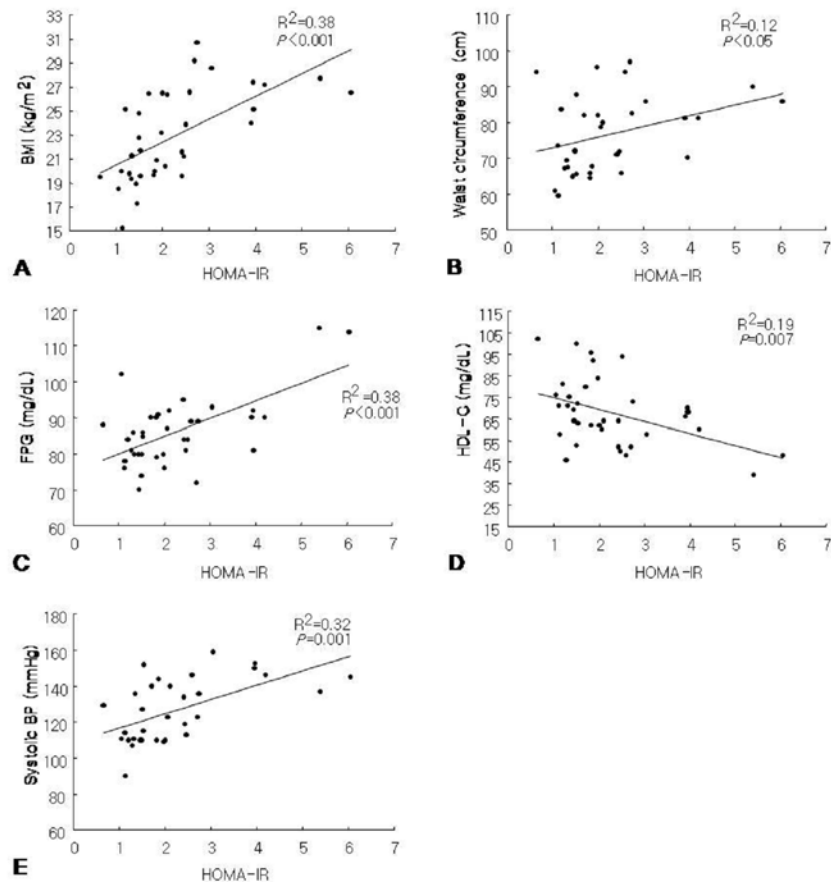 R²=0.38
P<0.001
33
31
29
27
25
23
21
19
17
15
BMI (kg/m2)
0 1 2 3 4 5 6 7
HOMA-IR
A
R²=0.12
P<0.05
100
90
80
70
60
50
Waist circumference (cm)
0 1 2 3 4 5 6 7
HOMA-IR
B
120
110
100
90
80
70
60
FPG (mg/dL)
R²=0.38
P<0.001
0 1 2 3 4 5 6 7
HOMA-IR
C
R²=0.19
P=0.007
115
105
95
85
75
65
55
45
35
25
15
HDL-C (mg/dL)
0 1 2 3 4 5 6 7
HOMA-IR
D
R²=0.32
P=0.001
180
160
140
120
100
80
60
Systolic BP (mmHg)
0 1 2 3 4 5 6 7
HOMA-IR
E